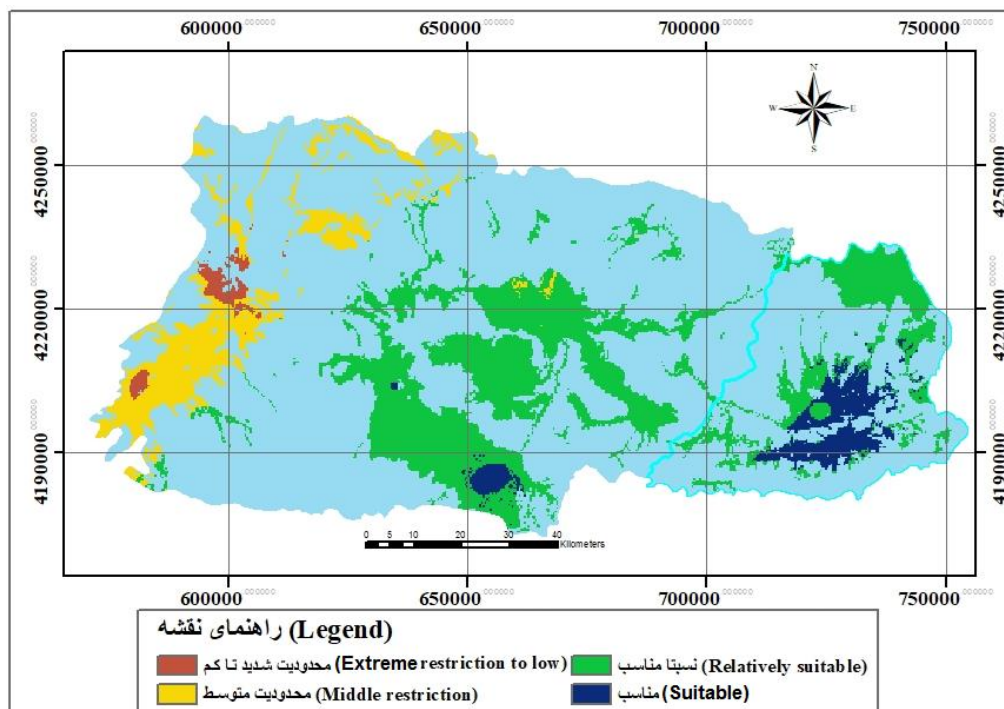 600000 650000 700000 750000
N
W E
S
4250000 4250000
4220000 4220000
4190000 4190000
0 5 10 20 30 40
Kilometers
600000 650000 700000 750000
راهنمای نقشه (Legend)
محدودیت شدید تا کم (Extreme restriction to low) نسبتا مناسب (Relatively suitable)
محدودیت متوسط (Middle restriction) مناسب (Suitable)